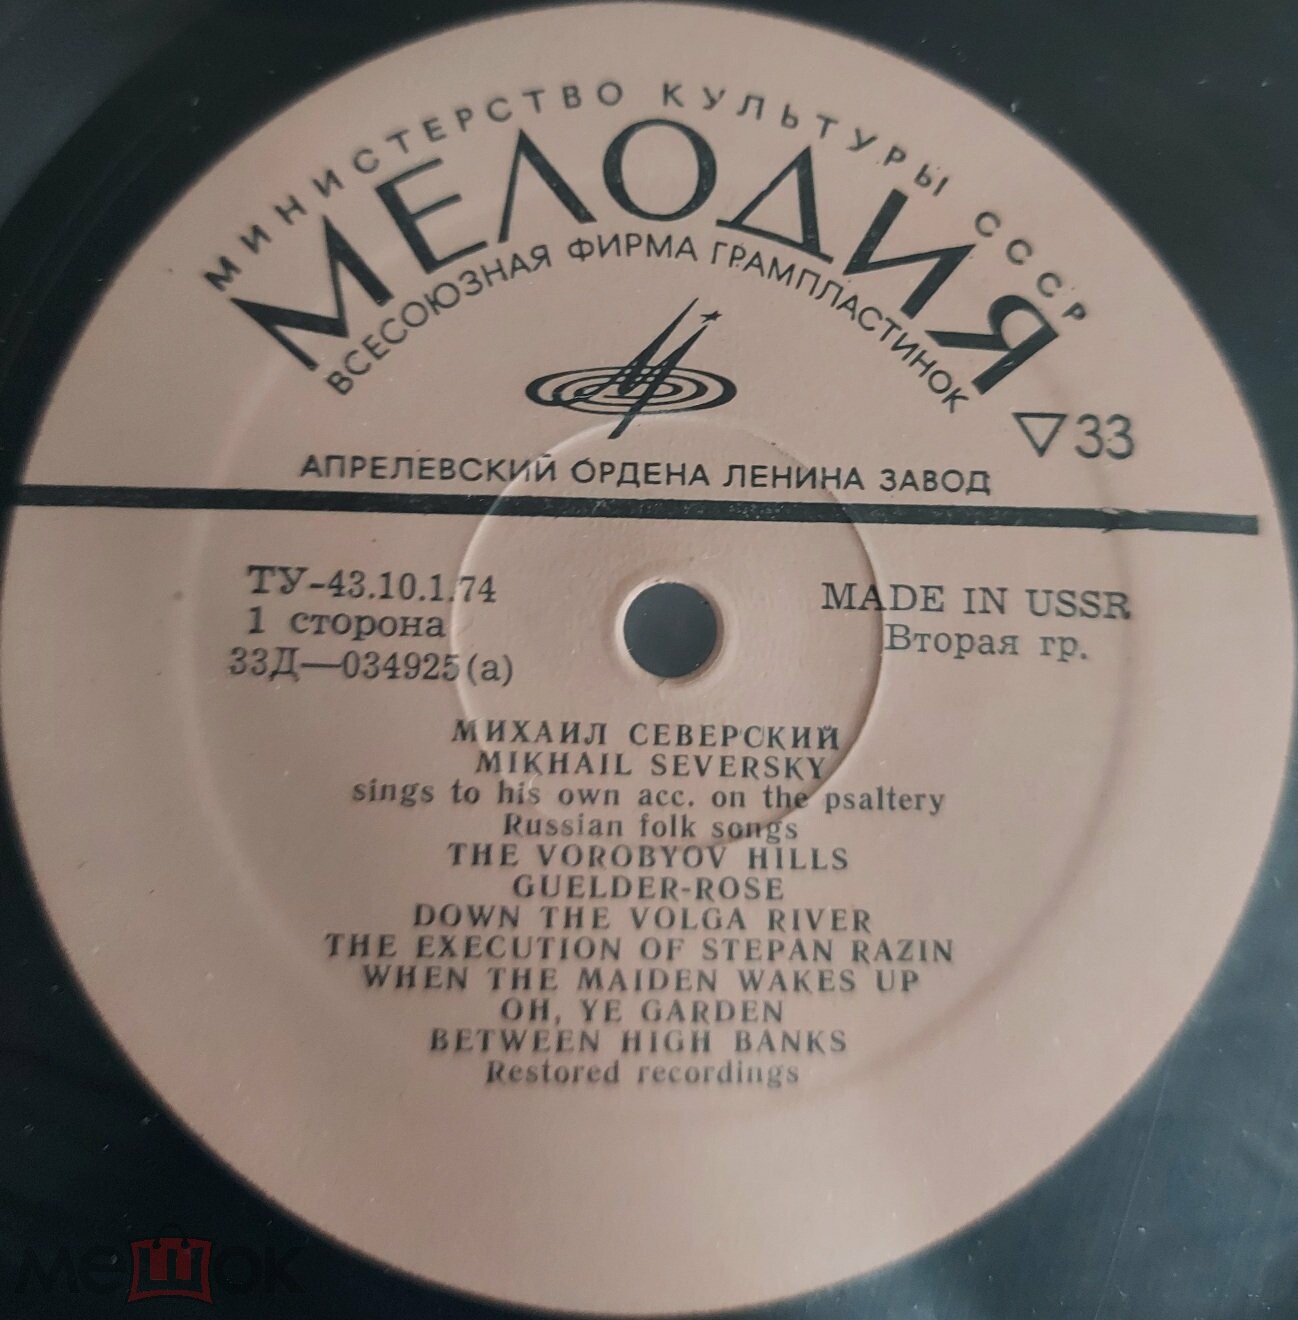 МИНИСТЕРСТВО КУЛЬТУРЫ СССР
МЕЛОДИЯ
ВСЕСОЮЗНАЯ ФИРМА ГРАМПЛАСТИНОК
▽33
АПРЕЛЕВСКИЙ ОРДЕНА ЛЕНИНА ЗАВОД
ТУ-43.10.1.74
1 сторона
33Д—034925(а)
MADE IN USSR
Вторая гр.
МИХАИЛ СЕВЕРСКИЙ
MIKHAIL SEVERSKY
sings to his own acc. on the psaltery
Russian folk songs
THE VOROBYOV HILLS
GUELDER-ROSE
DOWN THE VOLGA RIVER
THE EXECUTION OF STEPAN RAZIN
WHEN THE MAIDEN WAKES UP
OH, YE GARDEN
BETWEEN HIGH BANKS
Restored recordings
мешок